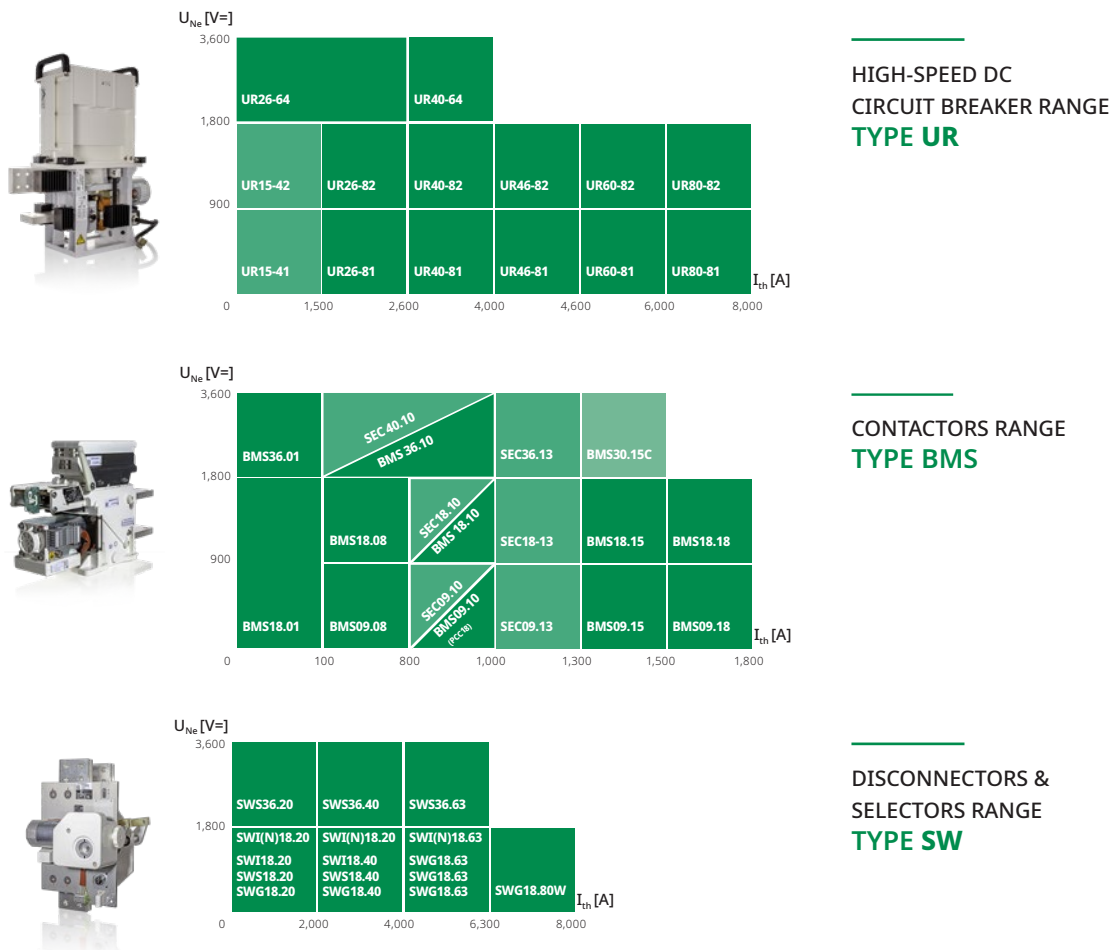 U_Ne [V=]
3,600
UR26-64
UR40-64
1,800
UR15-42
UR26-82
UR40-82
UR46-82
UR60-82
UR80-82
900
UR15-41
UR26-81
UR40-81
UR46-81
UR60-81
UR80-81
I_th [A]
0
1,500
2,600
4,000
4,600
6,000
8,000
HIGH-SPEED DC
CIRCUIT BREAKER RANGE
TYPE UR
U_Ne [V=]
3,600
BMS36.01
SEC 40.10
BMS 36.10
SEC36.13
BMS30.15C
1,800
BMS18.08
SEC18.10
BMS 18.10
SEC18-13
BMS18.15
BMS18.18
900
BMS18.01
BMS09.08
SEC09.10
BMS09.10
(PCC18)
SEC09.13
BMS09.15
BMS09.18
I_th [A]
0
100
800
1,000
1,300
1,500
1,800
CONTACTORS RANGE
TYPE BMS
U_Ne [V=]
3,600
SWS36.20
SWS36.40
SWS36.63
1,800
SWI(N)18.20
SWI18.20
SWS18.20
SWG18.20
SWI(N)18.20
SWI18.40
SWS18.40
SWG18.40
SWI(N)18.63
SWG18.63
SWG18.63
SWG18.63
SWG18.80W
I_th [A]
0
2,000
4,000
6,300
8,000
DISCONNECTORS &
SELECTORS RANGE
TYPE SW